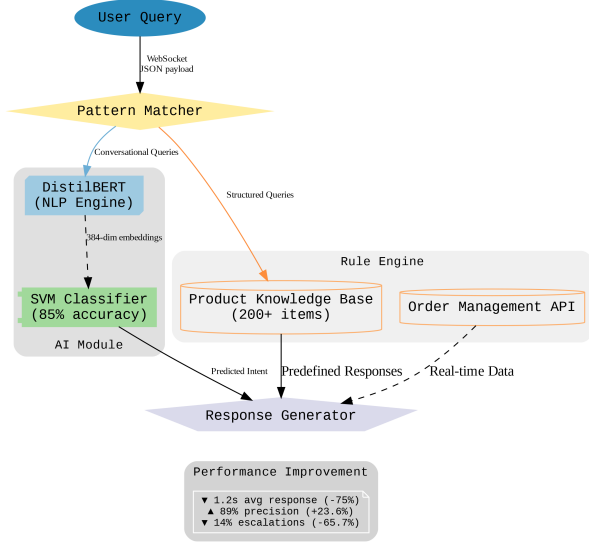 User Query
WebSocket
JSON payload
Pattern Matcher
Conversational Queries
DistilBERT
(NLP Engine)
Structured Queries
384-dim embeddings
Rule Engine
SVM Classifier
(85% accuracy)
Product Knowledge Base
(200+ items)
Order Management API
AI Module
Predicted Intent
Predefined Responses
Real-time Data
Response Generator
Performance Improvement
▼ 1.2s avg response (-75%)
▲ 89% precision (+23.6%)
▼ 14% escalations (-65.7%)